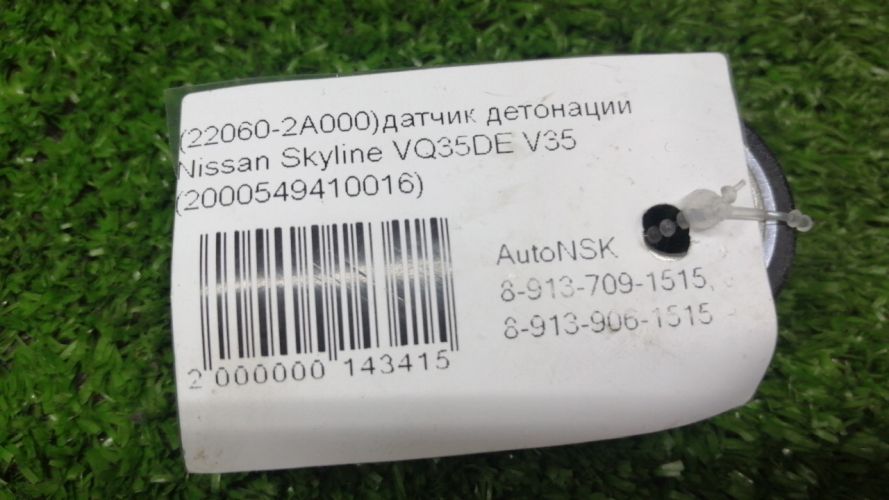 (22060-2A000)датчик детонации
Nissan Skyline VQ35DE V35
(2000549410016)
AutoNSK
8-913-709-1515,
8-913-906-1515
2 000000 143415